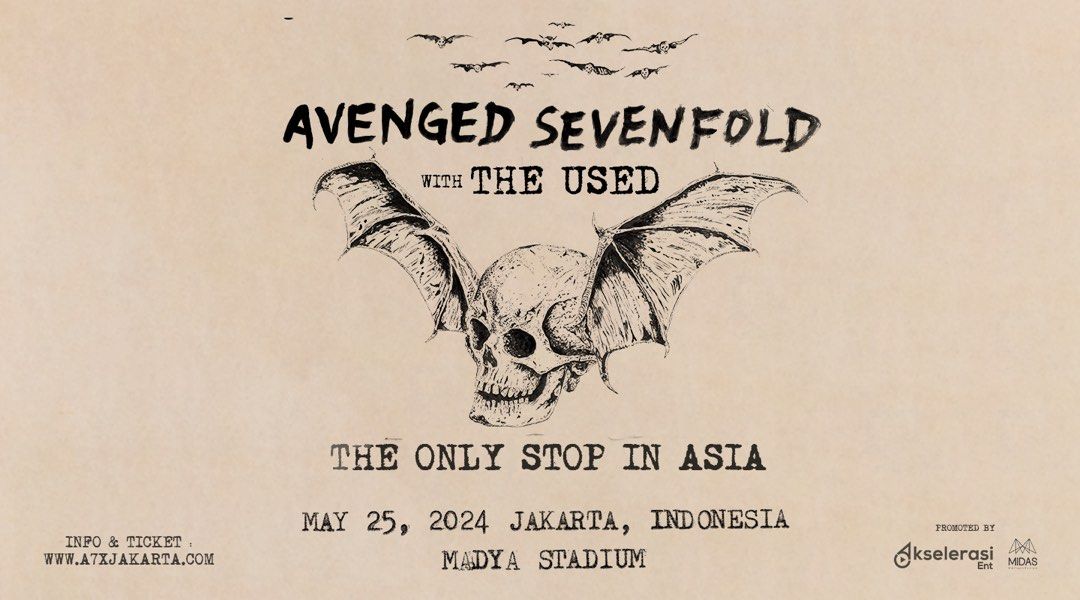 AVENGED SEVENFOLD
WITH THE USED
THE ONLY STOP IN ASIA
MAY 25, 2024 JAKARTA, INDONESIA
MADYA STADIUM
INFO & TICKET :
WWW.A7XJAKARTA.COM
PROMOTED BY
Akselerasi
Ent
MIDAS